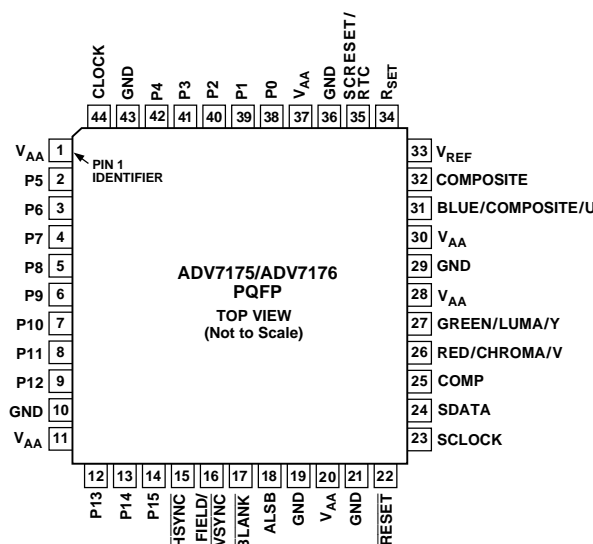 CLOCK
GND
P4
P3
P2
P1
P0
VAA
GND
SCRESET/
RTC
RSET
44 43 42 41 40 39 38 37 36 35 34
VAA 1
PIN 1
IDENTIFIER
P5 2
P6 3
P7 4
P8 5
P9 6
P10 7
P11 8
P12 9
GND 10
VAA 11
ADV7175/ADV7176
PQFP
TOP VIEW
(Not to Scale)
33 VREF
32 COMPOSITE
31 BLUE/COMPOSITE/U
30 VAA
29 GND
28 VAA
27 GREEN/LUMA/Y
26 RED/CHROMA/V
25 COMP
24 SDATA
23 SCLOCK
12 13 14 15 16 17 18 19 20 21 22
P13
P14
P15
HSYNC
FIELD/
VSYNC
BLANK
ALSB
GND
VAA
GND
RESET